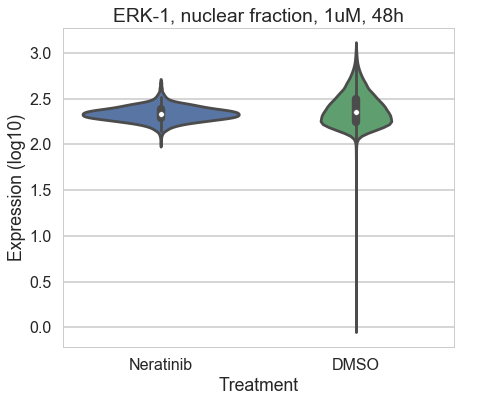 ERK-1, nuclear fraction, 1uM, 48h
3.0
2.5
2.0
1.5
1.0
0.5
0.0
Expression (log10)
Neratinib DMSO
Treatment